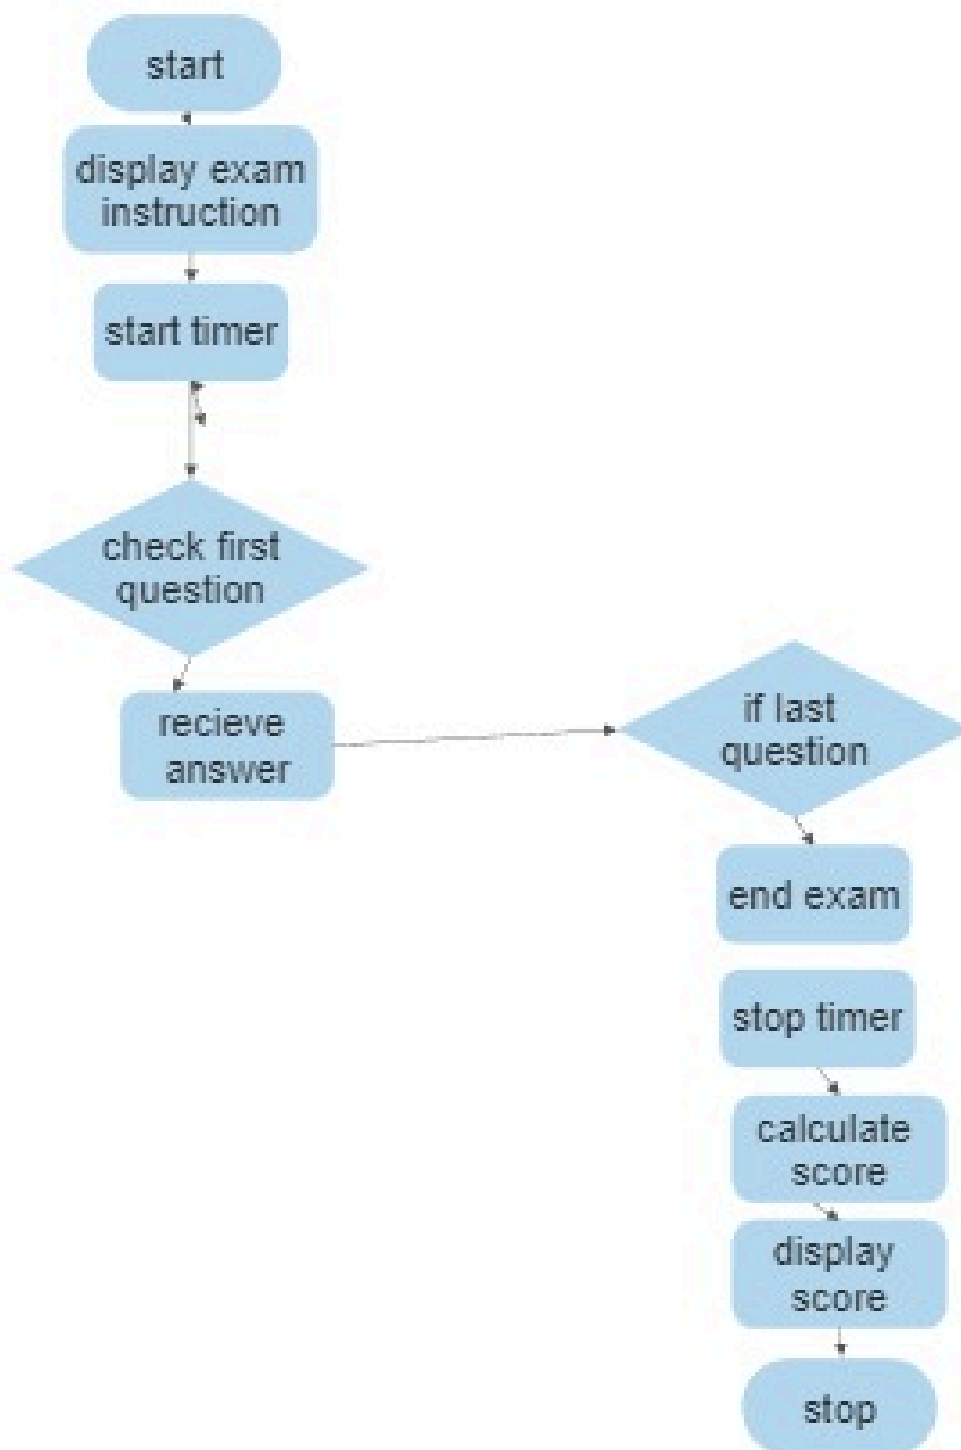 start
display exam
instruction
start timer
check first
question
recieve
answer
if last
question
end exam
stop timer
calculate
score
display
score
stop